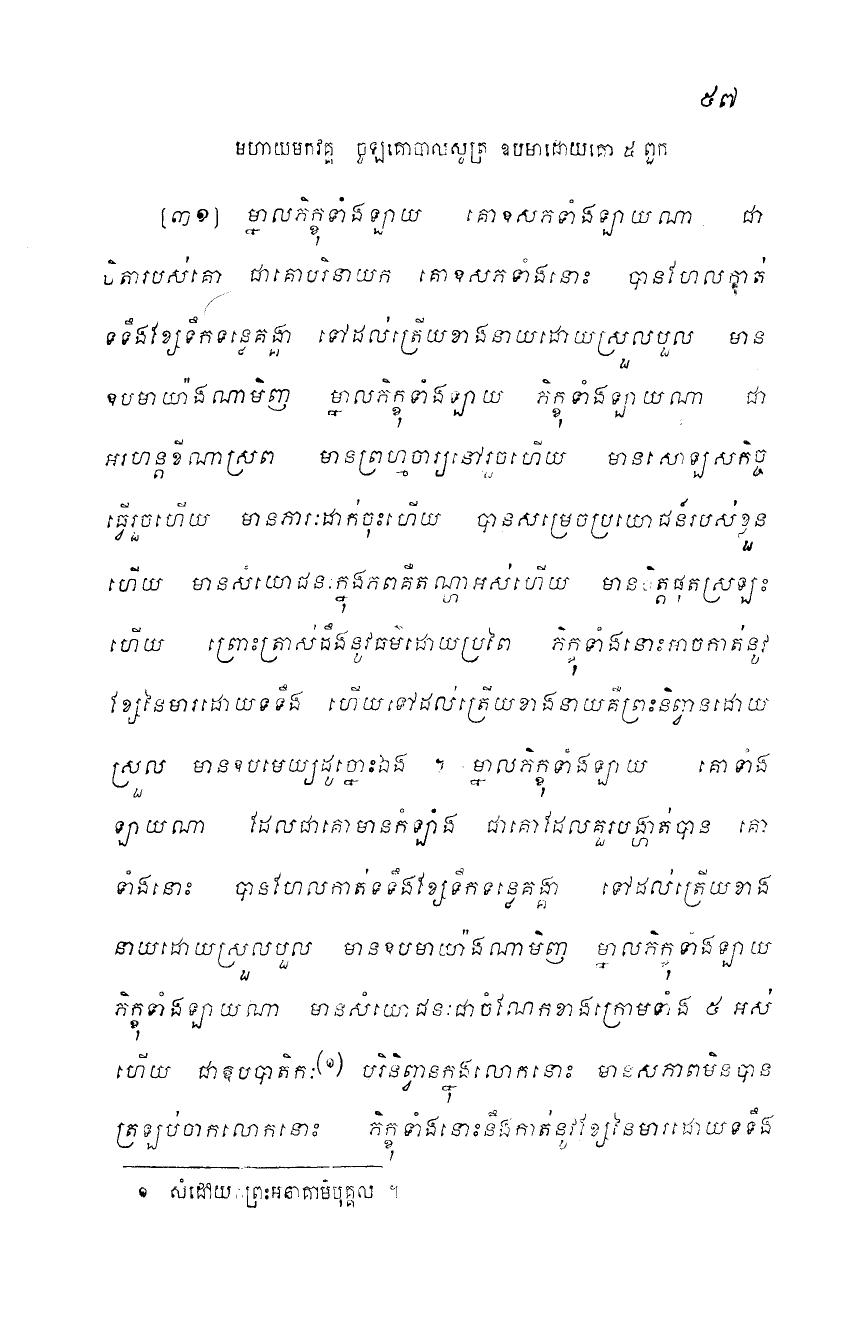 ៥៧
មហាយមកវគ្គ ចូឡគោបាលសូត្រ ឧបមាដោយគោ ៥ ពួក
[៣១] ម្នាលភិក្ខុទាំងឡាយ គោឧសភទាំងឡាយណា ជា
បិតារបស់គោ ជាគោបរិនាយក គោឧសភទាំងនោះ បានហែលកាត់
ទទឹងខ្សែទឹកទន្លេគង្គា ទៅដល់ត្រើយខាងនាយដោយស្រួលបួល មាន
ឧបមាយ៉ាងណាមិញ ម្នាលភិក្ខុទាំងឡាយ ភិក្ខុទាំងឡាយណា ជា
អរហន្តខីណាស្រព មានព្រហ្មចារ្យនៅរួចហើយ មានសោឡសកិច្ច
ធ្វើរួចហើយ មានភារៈដាក់ចុះហើយ បានសម្រេចប្រយោជន៍របស់ខ្លួន
ហើយ មានសំយោជនៈក្នុងភពគឺតណ្ហាអស់ហើយ មានចិត្តផុតស្រឡះ
ហើយ ព្រោះត្រាស់ដឹងនូវធម៌ដោយប្រពៃ ភិក្ខុទាំងនោះអាចកាត់នូវ
ខ្សែនៃមារដោយទទឹង ហើយទៅដល់ត្រើយខាងនាយគឺព្រះនិព្វានដោយ
ស្រួល មានឧបមេយ្យដូច្នោះឯង ។ ម្នាលភិក្ខុទាំងឡាយ គោទាំង
ឡាយណា ដែលជាគោមានកំឡាំង ជាគោដែលគួរបង្ហាត់បាន គោ
ទាំងនោះ បានហែលកាត់ទទឹងខ្សែទឹកទន្លេគង្គា ទៅដល់ត្រើយខាង
នាយដោយស្រួលបួល មានឧបមាយ៉ាងណាមិញ ម្នាលភិក្ខុទាំងឡាយ
ភិក្ខុទាំងឡាយណា មានសំយោជនៈជាចំណែកខាងក្រោមទាំង ៥ អស់
ហើយ ជាឧបបាតិកៈ(១) បរិនិព្វានក្នុងលោកនោះ មានសភាពមិនបាន
ត្រឡប់ចាកលោកនោះ ភិក្ខុទាំងនោះនឹងកាត់នូវខ្សែនៃមារដោយទទឹង
១ សំដៅយកព្រះអនាគាមិបុគ្គល ។